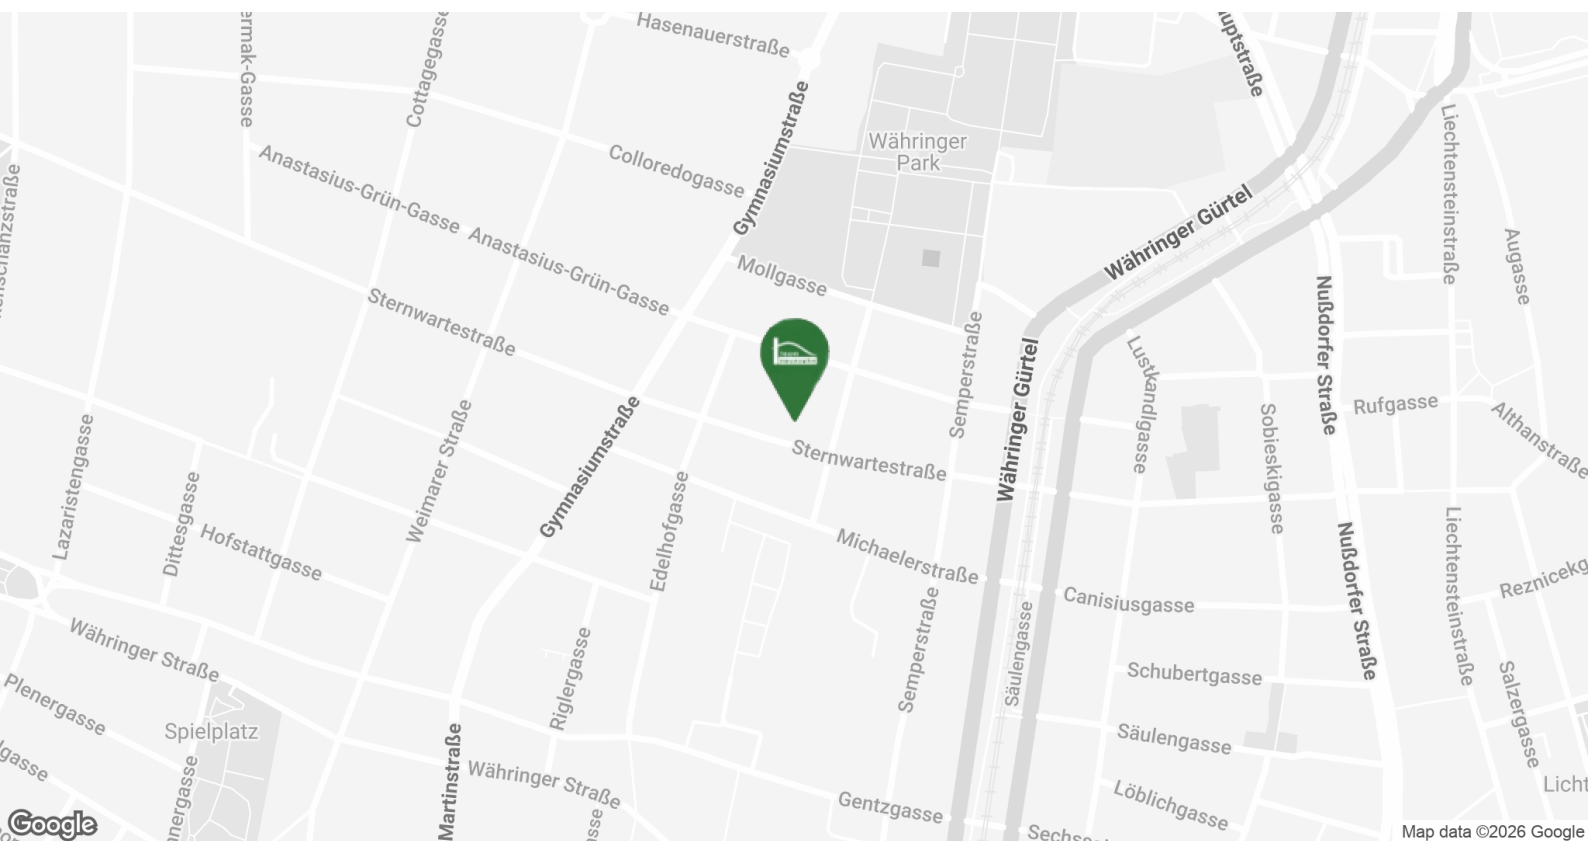 Hasenauerstraße
ermak-Gasse
Cottagegasse
Gymnasiumstraße
Colloredogasse
Währinger
Park
uptstraße
Liechtensteinstraße
Anastasius-Grün-Gasse
Anastasius-Grün-Gasse
Währinger Gürtel
Augasse
Mollgasse
Sternwartestraße
Nußdorfer Straße
Semperstraße
Lustkandlgasse
Währinger Gürtel
Rufgasse
Althanstraße
Sobieskigasse
Lazaristengasse
Weimarer Straße
Gymnasiumstraße
Sternwartestraße
Dittesgasse
Edelhofgasse
Hofstattgasse
Michaelerstraße
Nußdorfer Straße
Liechtensteinstraße
Canisiusgasse
Säulengasse
Semperstraße
Währinger Straße
Riglergasse
Schubertgasse
Salzergasse
Plenergasse
Spielplatz
Säulengasse
Martinstraße
Währinger Straße
Gentzgasse
Löblichgasse
Licht
Google
Map data ©2026 Google